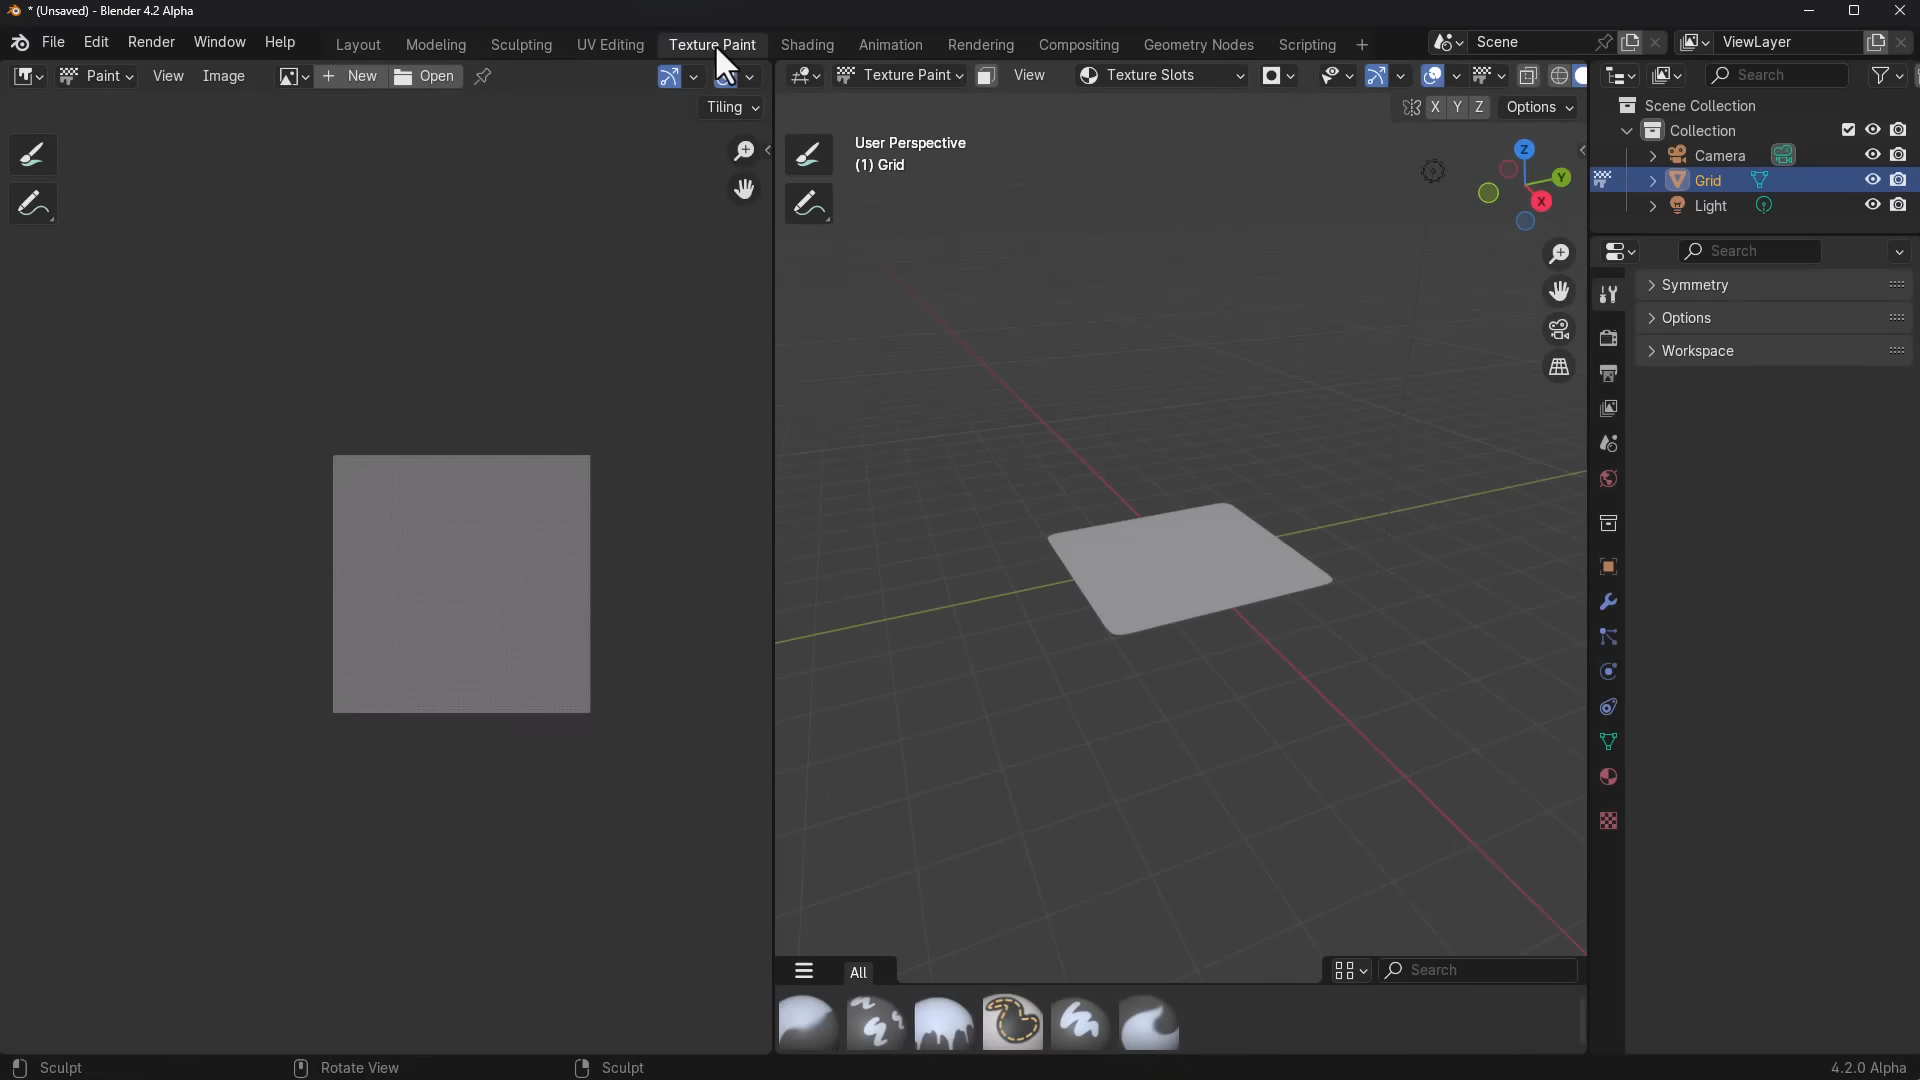 * (Unsaved) - Blender 4.2 Alpha
File Edit Render Window Help Layout Modeling Sculpting UV Editing Texture Paint Shading Animation Rendering Compositing Geometry Nodes Scripting + Scene ViewLayer
Paint View Image + New Open Texture Paint View Texture Slots Search
Tiling X Y Z Options
Scene Collection
Collection
Camera
Grid
Light
User Perspective
(1) Grid
Z
Y
X
Search
Symmetry
Options
Workspace
All Search
Sculpt Rotate View Sculpt 4.2.0 Alpha